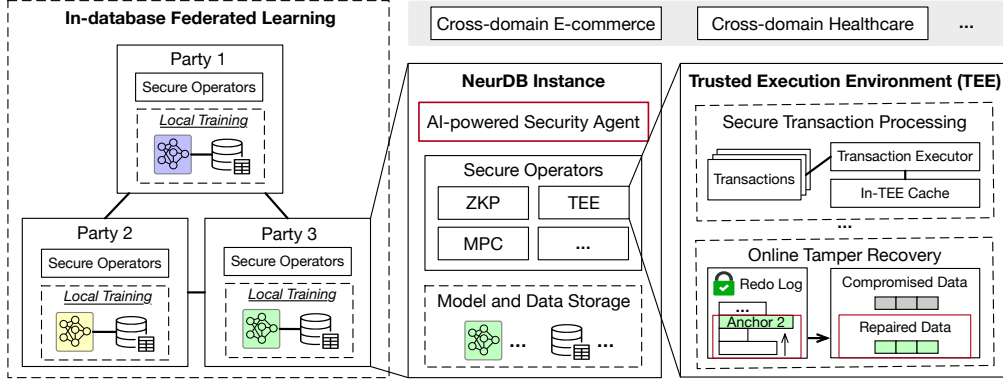 In-database Federated Learning
Party 1
Secure Operators
Local Training
Party 2
Secure Operators
Local Training
Party 3
Secure Operators
Local Training
Cross-domain E-commerce
Cross-domain Healthcare
...
NeurDB Instance
AI-powered Security Agent
Secure Operators
ZKP
TEE
MPC
...
Model and Data Storage
...
...
Trusted Execution Environment (TEE)
Secure Transaction Processing
Transactions
Transaction Executor
In-TEE Cache
...
Online Tamper Recovery
Redo Log
...
Anchor 2
Compromised Data
Repaired Data